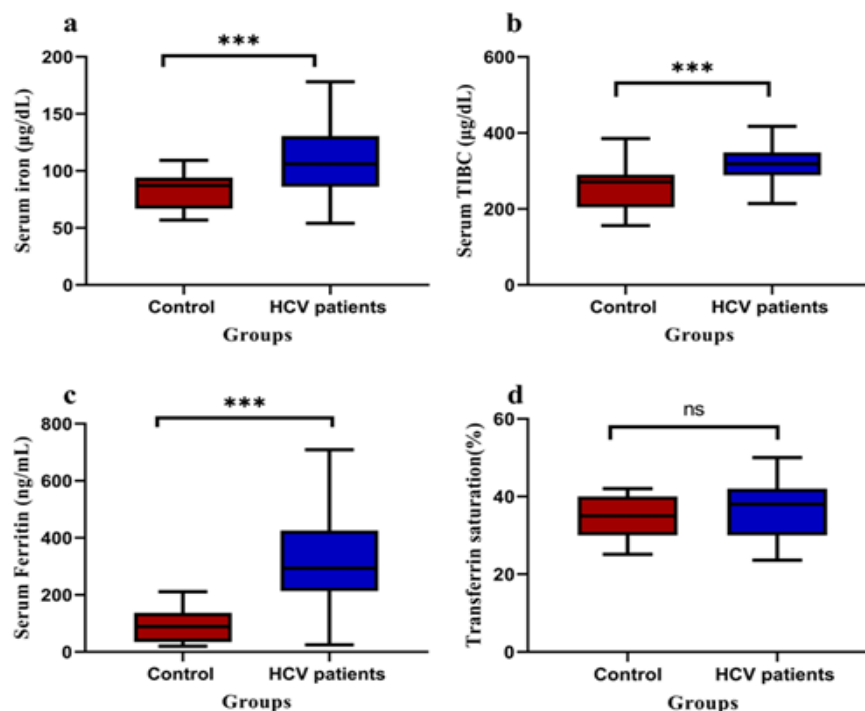 a
***
200
150
100
50
0
Serum iron (µg/dL)
Control HCV patients
Groups
b
***
600
400
200
0
Serum TIBC (µg/dL)
Control HCV patients
Groups
c
***
800
600
400
200
0
Serum Ferritin (ng/mL)
Control HCV patients
Groups
d
ns
60
40
20
0
Transferrin saturation(%)
Control HCV patients
Groups